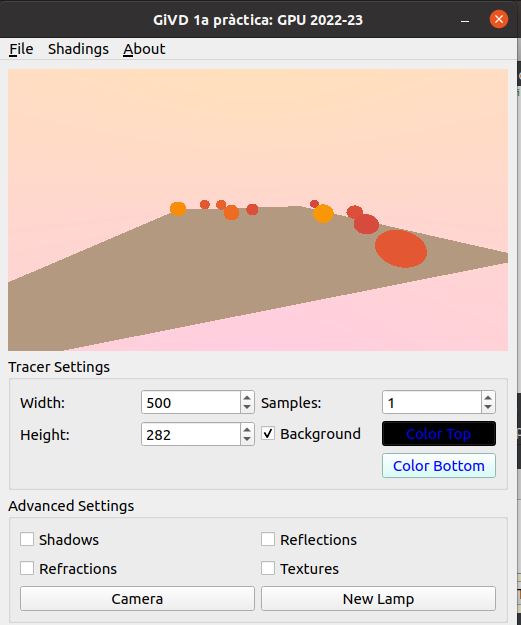 GiVD 1a pràctica: GPU 2022-23
File Shadings About
Tracer Settings
Width: 500 Samples: 1
Height: 282 Background Color Top
Color Bottom
Advanced Settings
Shadows Reflections
Refractions Textures
Camera New Lamp